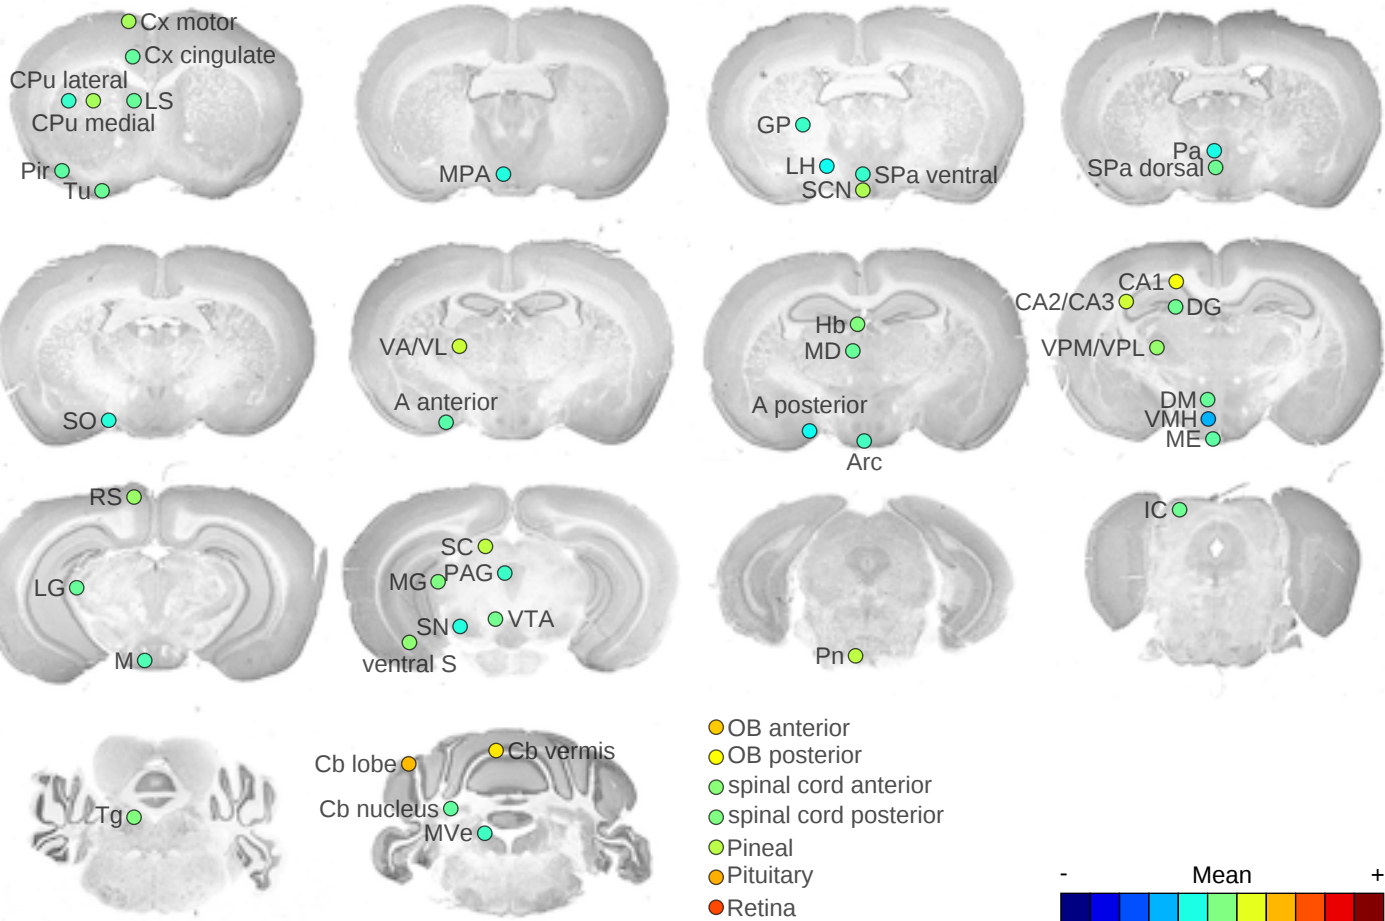 Cx motor
Cx cingulate
CPu lateral
LS
CPu medial
Pir
Tu
MPA
GP
LH
SPa ventral
SCN
Pa
SPa dorsal
SO
VA/VL
A anterior
Hb
MD
A posterior
Arc
CA1
CA2/CA3
DG
VPM/VPL
DM
VMH
ME
RS
LG
M
SC
MG
PAG
SN
VTA
ventral S
Pn
IC
Tg
Cb lobe
Cb vermis
Cb nucleus
MVe
OB anterior
OB posterior
spinal cord anterior
spinal cord posterior
Pineal
Pituitary
Retina
- Mean +